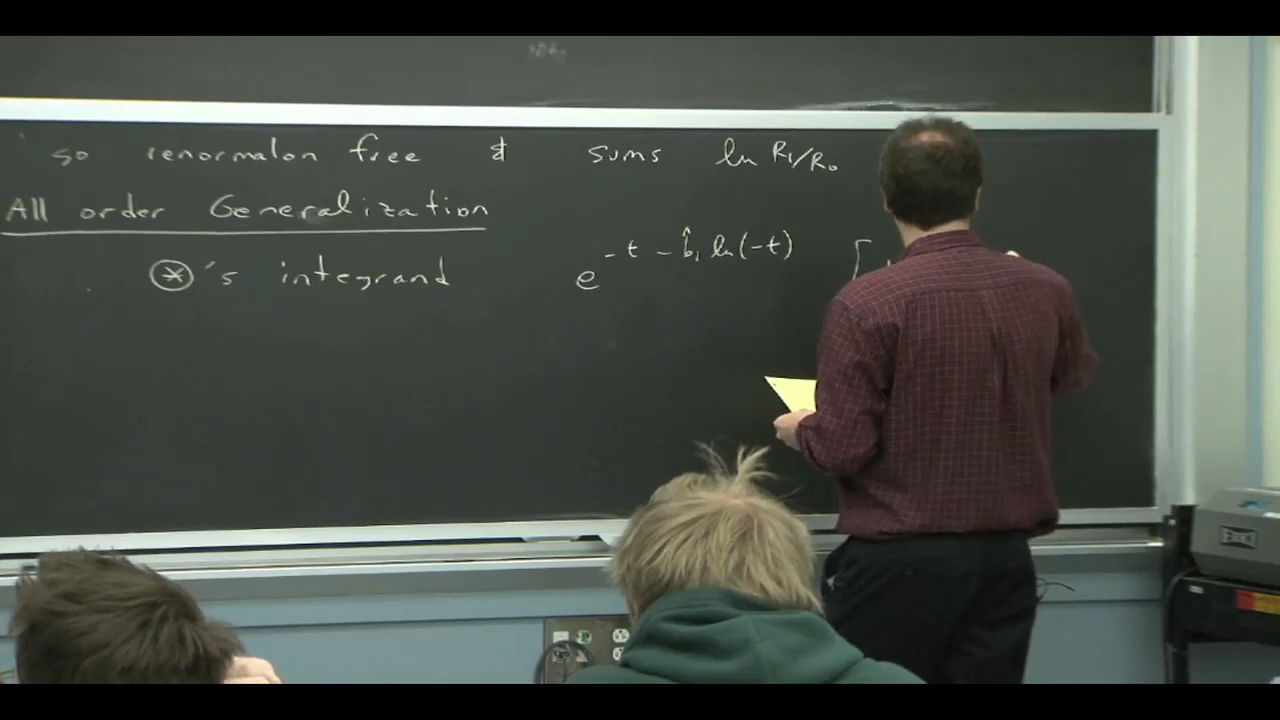 so renormalon free & sums ln R₁/R₀
All order Generalization
⊛'s integrand e^{-t - b̂₁ ln(-t)} [